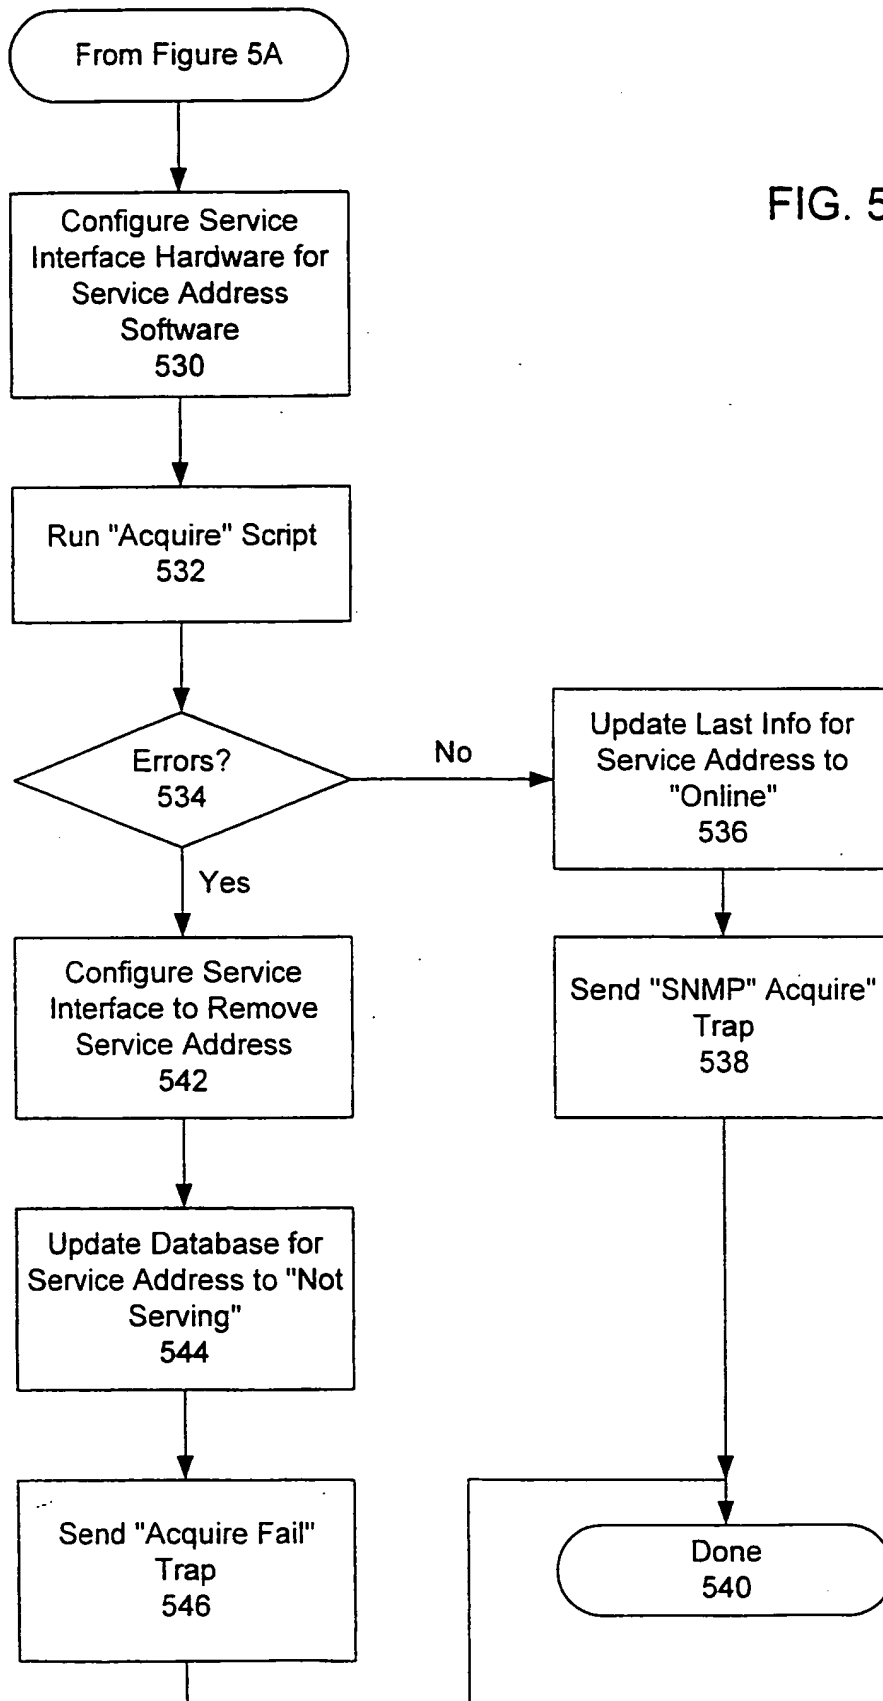 From Figure 5A
FIG. 5
Configure Service
Interface Hardware for
Service Address
Software
530
Run "Acquire" Script
532
Errors?
534
No
Yes
Update Last Info for
Service Address to
"Online"
536
Send "SNMP" Acquire"
Trap
538
Configure Service
Interface to Remove
Service Address
542
Update Database for
Service Address to "Not
Serving"
544
Send "Acquire Fail"
Trap
546
Done
540